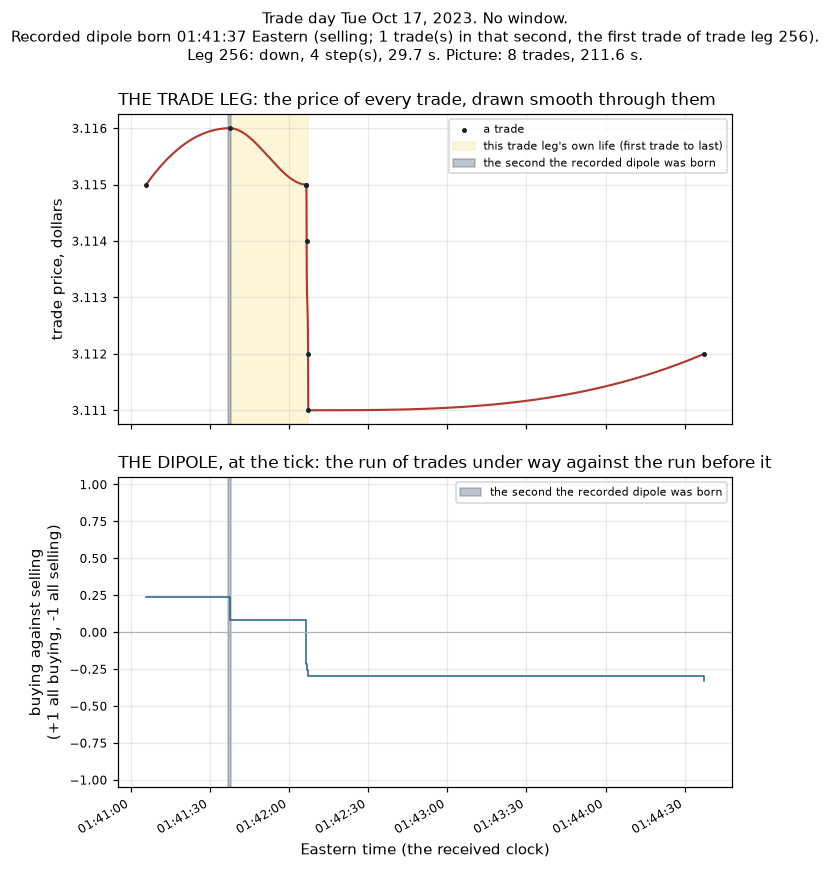 Trade day Tue Oct 17, 2023. No window.
Recorded dipole born 01:41:37 Eastern (selling; 1 trade(s) in that second, the first trade of trade leg 256).
Leg 256: down, 4 step(s), 29.7 s. Picture: 8 trades, 211.6 s.
THE TRADE LEG: the price of every trade, drawn smooth through them
a trade
this trade leg's own life (first trade to last)
the second the recorded dipole was born
trade price, dollars
3.116
3.115
3.114
3.113
3.112
3.111
THE DIPOLE, at the tick: the run of trades under way against the run before it
the second the recorded dipole was born
buying against selling
(+1 all buying, -1 all selling)
1.00
0.75
0.50
0.25
0.00
−0.25
−0.50
−0.75
−1.00
01:41:00
01:41:30
01:42:00
01:42:30
01:43:00
01:43:30
01:44:00
01:44:30
Eastern time (the received clock)